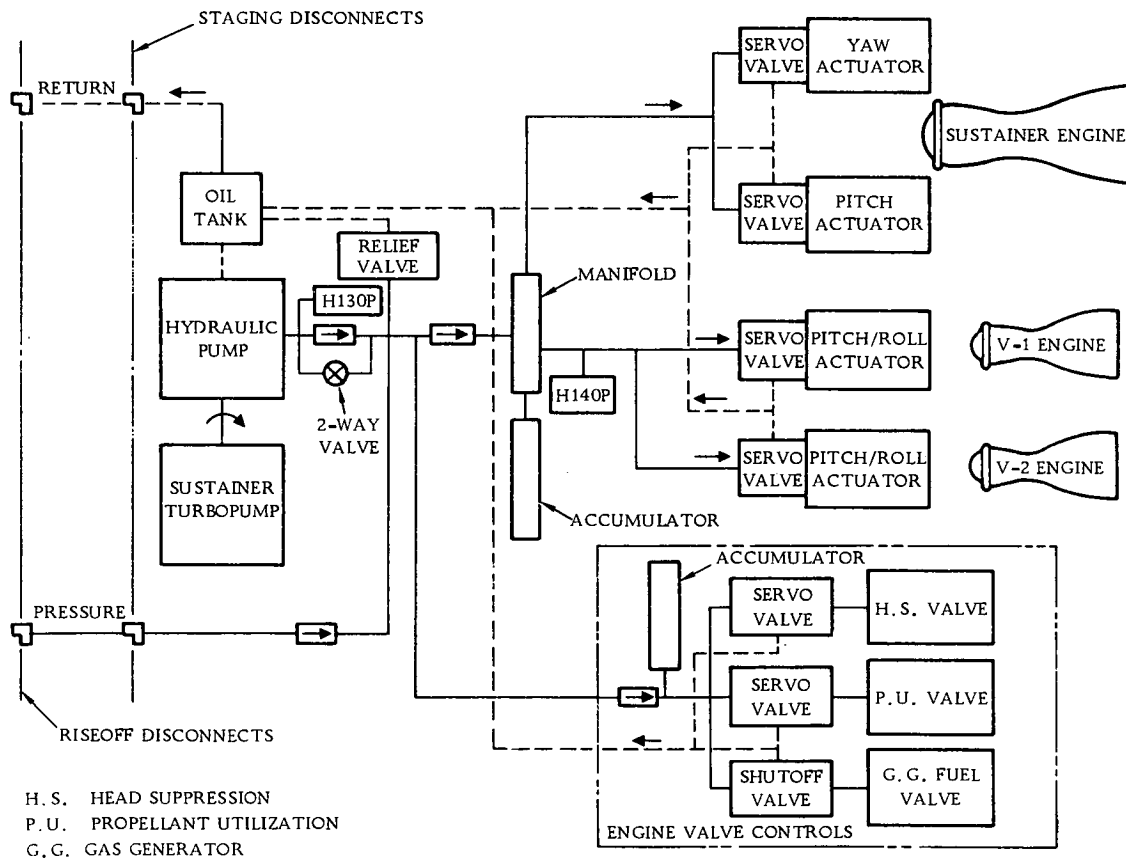 STAGING DISCONNECTS
RETURN
OIL
TANK
RELIEF
VALVE
HYDRAULIC
PUMP
H130P
2-WAY
VALVE
SUSTAINER
TURBOPUMP
PRESSURE
RISEOFF DISCONNECTS
MANIFOLD
H140P
ACCUMULATOR
SERVO
VALVE
YAW
ACTUATOR
SUSTAINER ENGINE
SERVO
VALVE
PITCH
ACTUATOR
SERVO
VALVE
PITCH/ROLL
ACTUATOR
V-1 ENGINE
SERVO
VALVE
PITCH/ROLL
ACTUATOR
V-2 ENGINE
ACCUMULATOR
SERVO
VALVE
H.S. VALVE
SERVO
VALVE
P.U. VALVE
SHUTOFF
VALVE
G.G. FUEL
VALVE
ENGINE VALVE CONTROLS
H.S. HEAD SUPPRESSION
P.U. PROPELLANT UTILIZATION
G.G. GAS GENERATOR